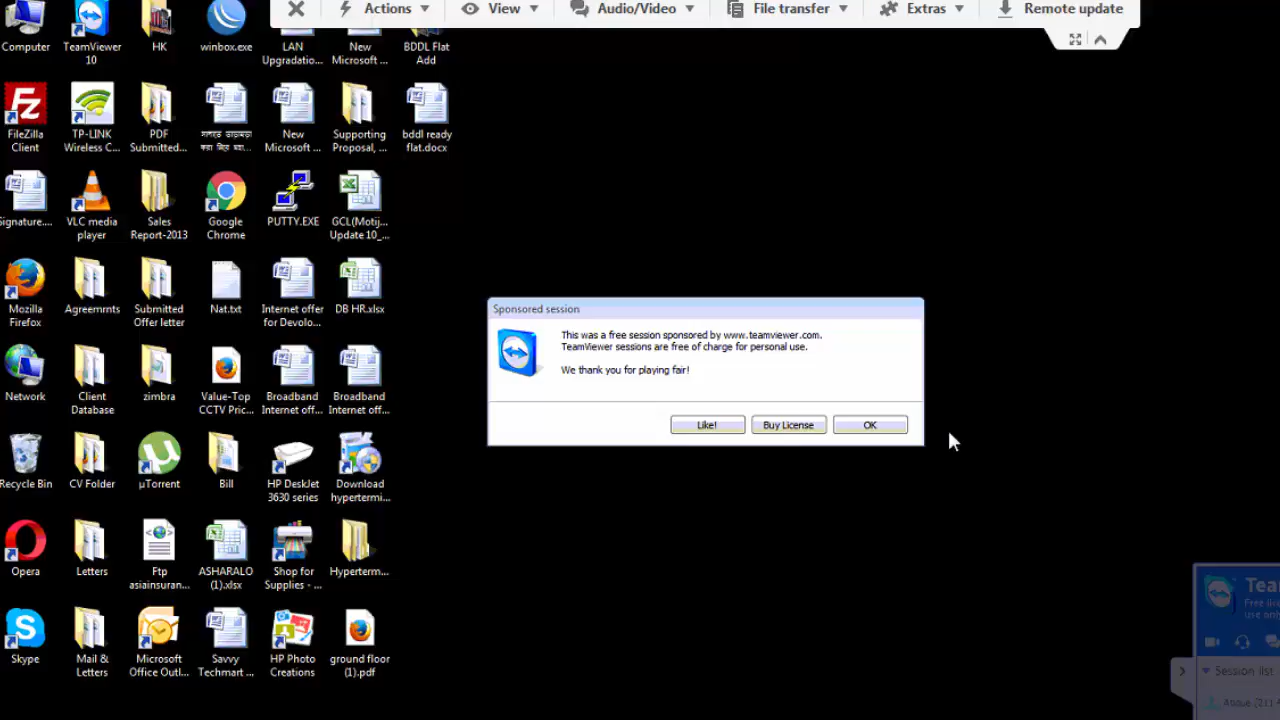 Actions
View
Audio/Video
File transfer
Extras
Remote update
Computer
TeamViewer
10
HK
winbox.exe
LAN
Upgradatio...
New
Microsoft ...
BDDL Flat
Add
FileZilla
Client
TP-LINK
Wireless C...
PDF
Submitted...
New
Microsoft ...
Supporting
Proposal, ...
bddl ready
flat.docx
Signature....
VLC media
player
Sales
Report-2013
Google
Chrome
PUTTY.EXE
GCL(Motij...
Update 10_...
Mozilla
Firefox
Agreemnts
Submitted
Offer letter
Nat.txt
Internet offer
for Devolo...
DB HR.xlsx
Sponsored session
This was a free session sponsored by www.teamviewer.com.
TeamViewer sessions are free of charge for personal use.
We thank you for playing fair!
Like!
Buy License
OK
Network
Client
Database
zimbra
Value-Top
CCTV Pric...
Broadband
Internet off...
Broadband
Internet off...
Recycle Bin
CV Folder
µTorrent
Bill
HP DeskJet
3630 series
Download
hypertermi...
Opera
Letters
Ftp
asiainsuran...
ASHARALO
(1).xlsx
Shop for
Supplies - ...
Hyperterm...
Skype
Mail &
Letters
Microsoft
Office Outl...
Savvy
Techmart ...
HP Photo
Creations
ground floor
(1).pdf
Tea
Free lic
use only
Session list